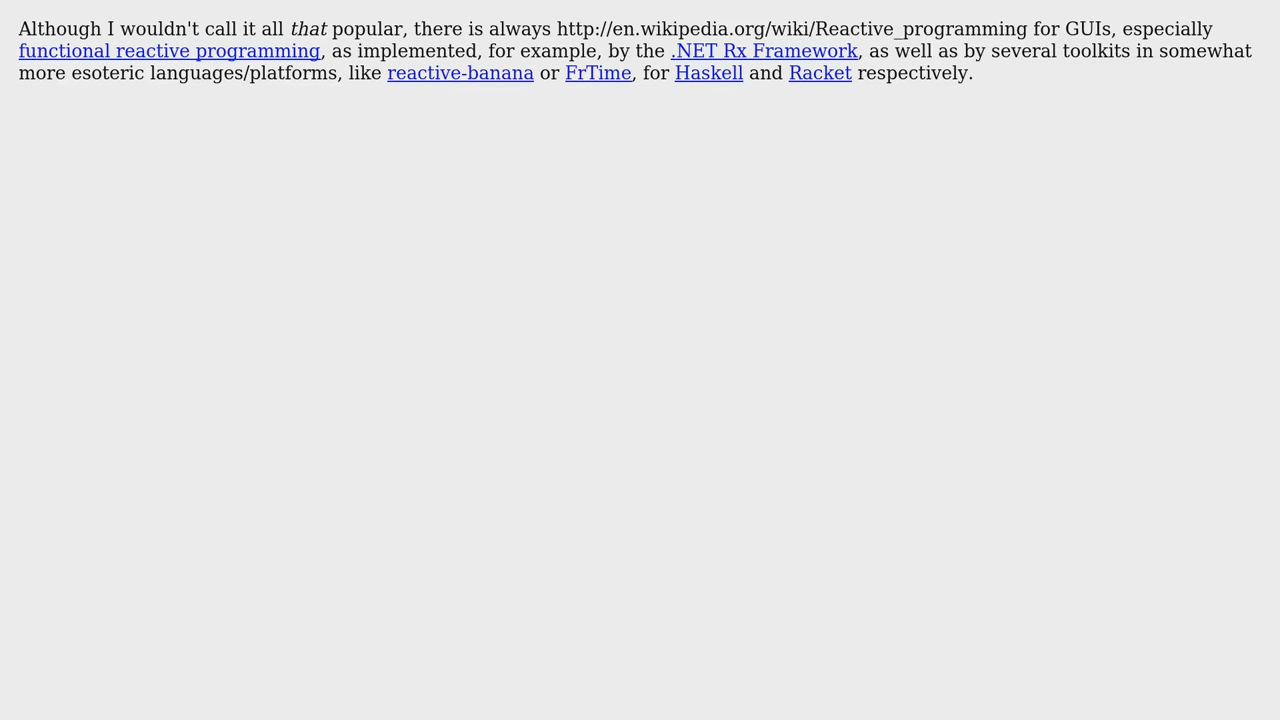 Although I wouldn't call it all that popular, there is always http://en.wikipedia.org/wiki/Reactive_programming for GUIs, especially
functional reactive programming, as implemented, for example, by the .NET Rx Framework, as well as by several toolkits in somewhat
more esoteric languages/platforms, like reactive-banana or FrTime, for Haskell and Racket respectively.